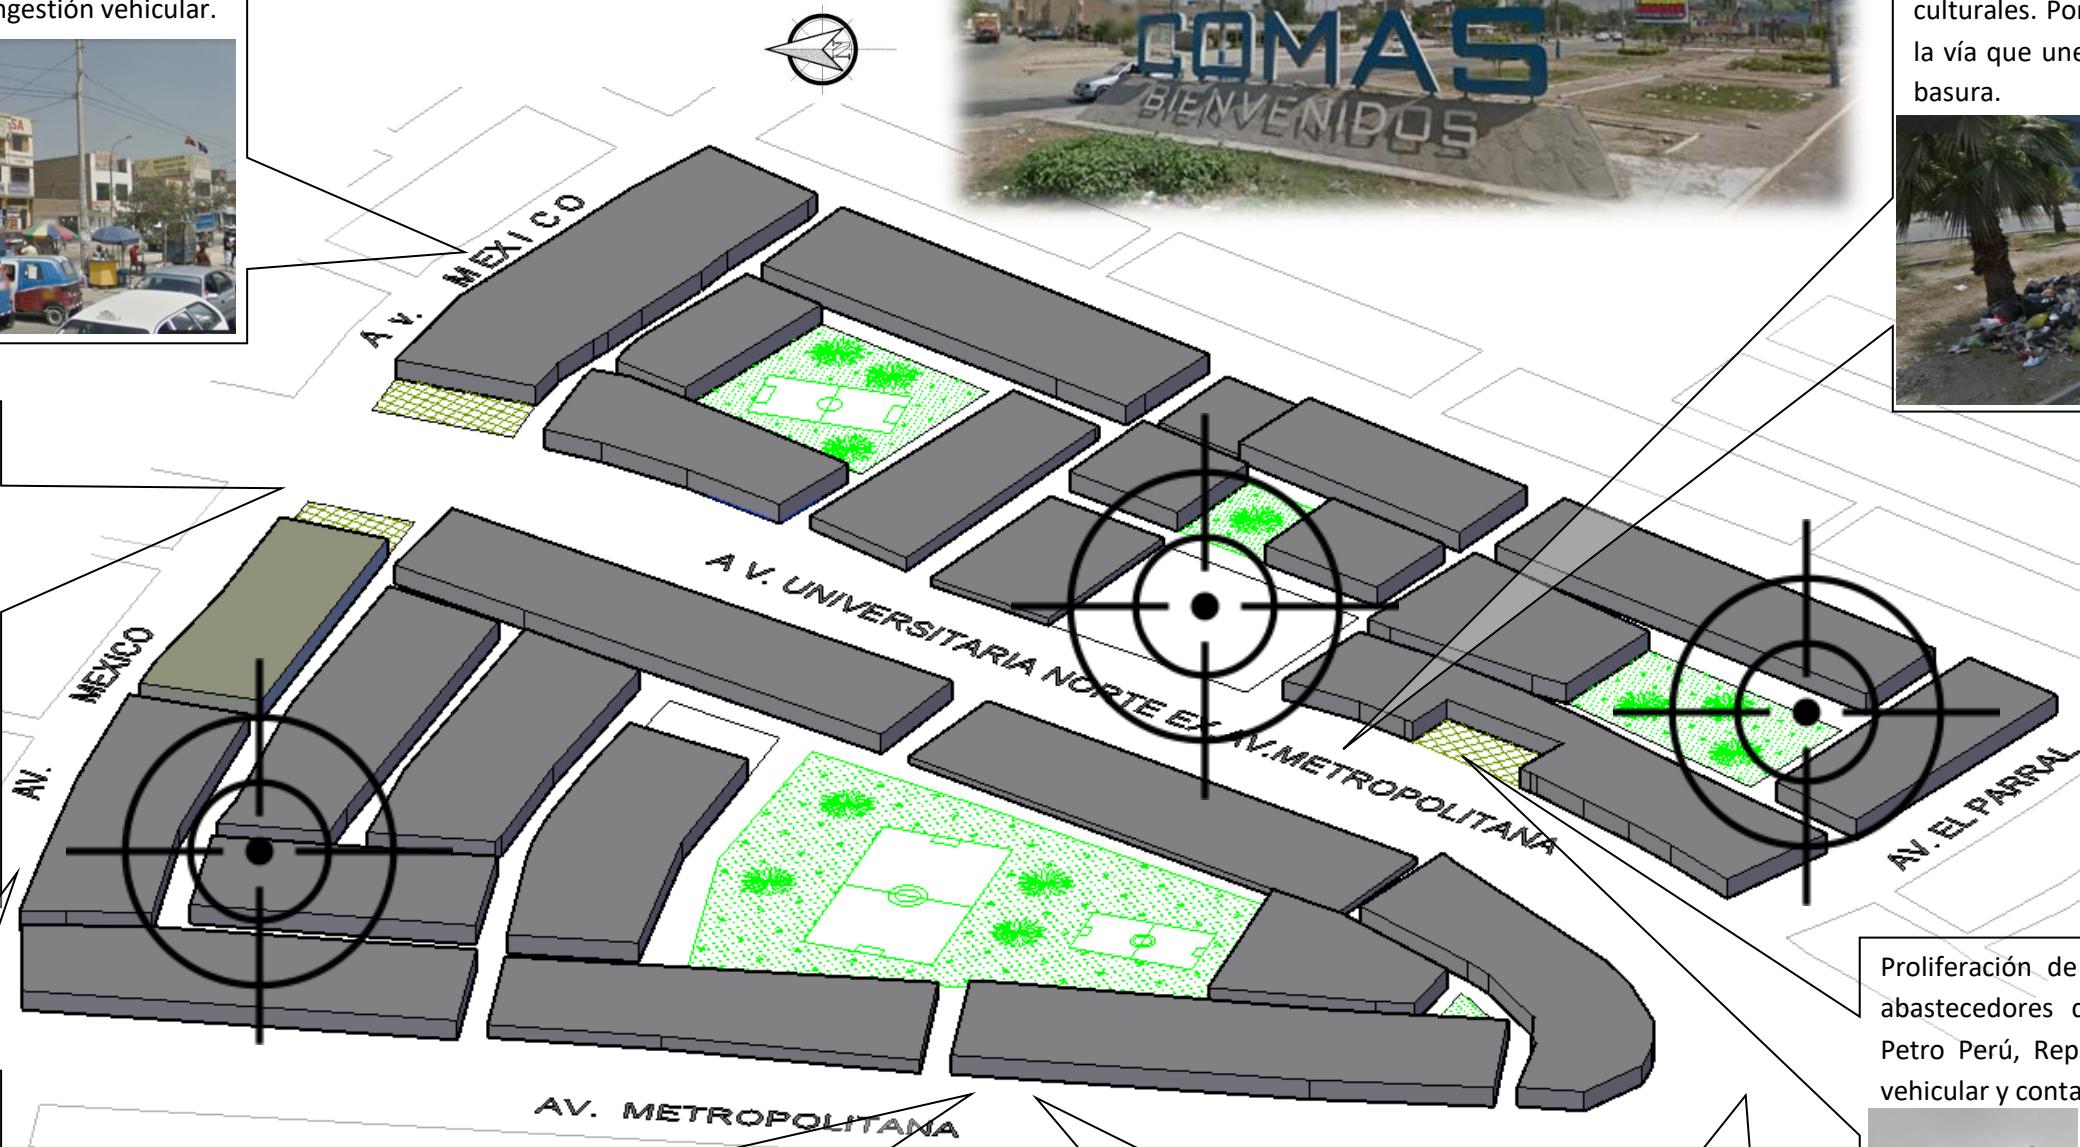 ngestión vehicular.
COMAS
BIENVENIDOS
culturales. Por
la vía que une
basura.
SA
Av. MEXICO
N
AV. UNIVERSITARIA NORTE EX. AV.METROPOLITANA
AV. MEXICO
AV. EL PARRAL
AV. METROPOLITANA
Proliferación de
abastecedores
Petro Perú, Rep
vehicular y conta